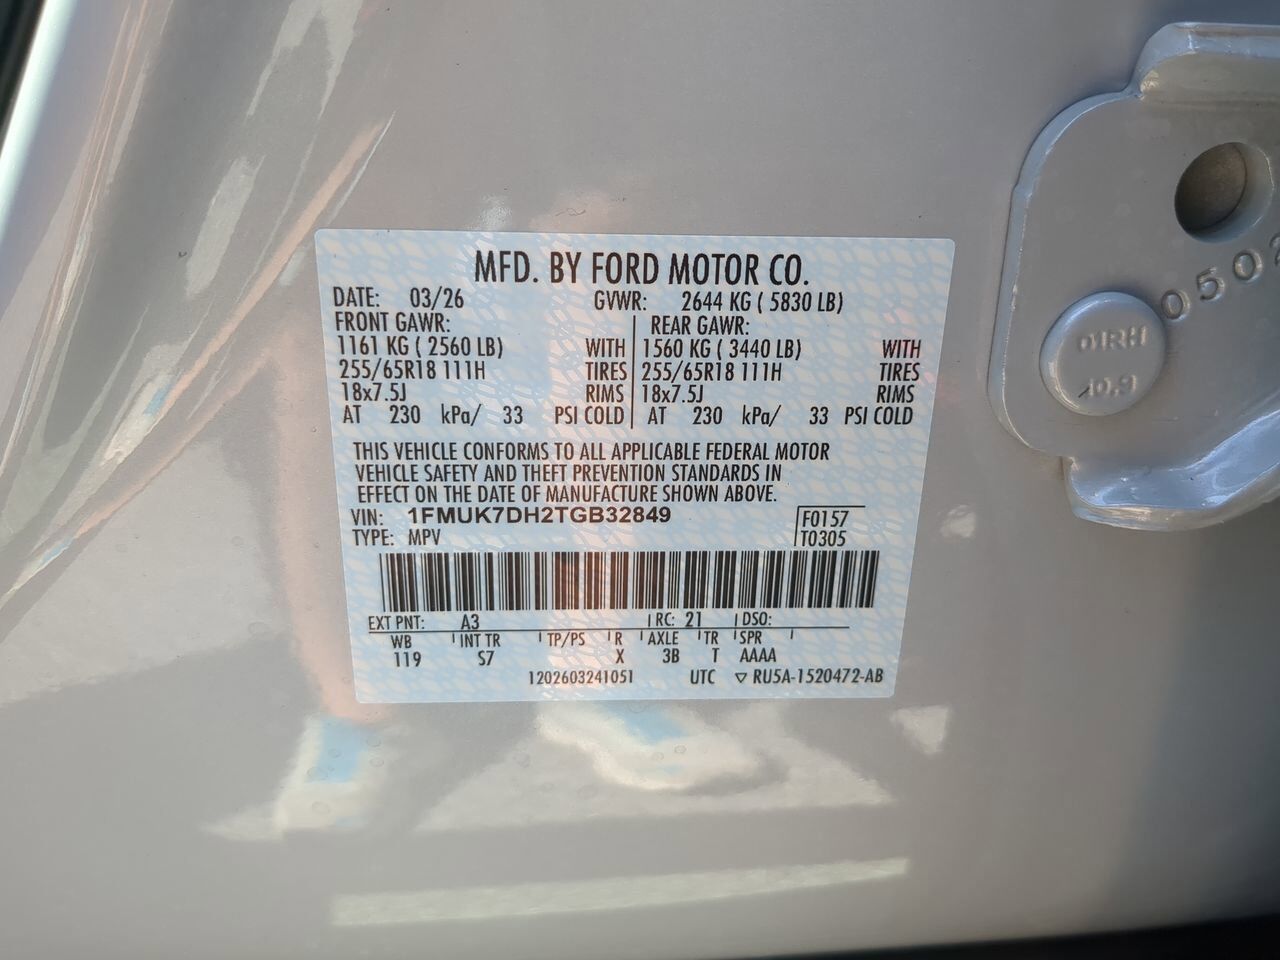 MFD. BY FORD MOTOR CO.
DATE: 03/26 GVWR: 2644 KG ( 5830 LB)
FRONT GAWR: REAR GAWR:
1161 KG ( 2560 LB) WITH 1560 KG ( 3440 LB) WITH
255/65R18 111H TIRES 255/65R18 111H TIRES
18x7.5J RIMS 18x7.5J RIMS
AT 230 kPa/ 33 PSI COLD AT 230 kPa/ 33 PSI COLD
THIS VEHICLE CONFORMS TO ALL APPLICABLE FEDERAL MOTOR
VEHICLE SAFETY AND THEFT PREVENTION STANDARDS IN
EFFECT ON THE DATE OF MANUFACTURE SHOWN ABOVE.
VIN: 1FMUK7DH2TGB32849 F0157
TYPE: MPV T0305
EXT PNT: A3 RC: 21 DSO:
WB INT TR TP/PS R AXLE TR SPR
119 S7 X 3B T AAAA
1202603241051 UTC ▽ RU5A-1520472-AB
0502
10.9